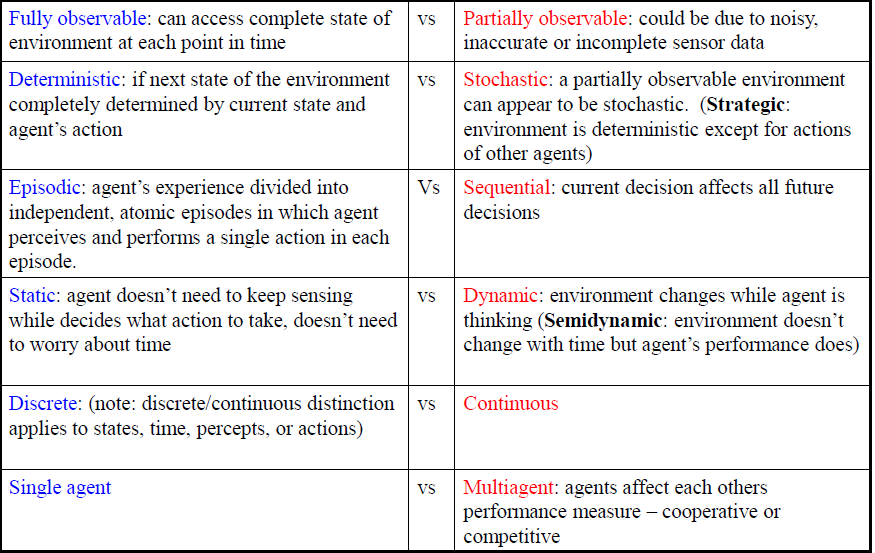 Fully observable: can access complete state of
environment at each point in time
vs
Partially observable: could be due to noisy,
inaccurate or incomplete sensor data
Deterministic: if next state of the environment
completely determined by current state and
agent’s action
vs
Stochastic: a partially observable environment
can appear to be stochastic.  (Strategic:
environment is deterministic except for actions
of other agents)
Episodic: agent’s experience divided into
independent, atomic episodes in which agent
perceives and performs a single action in each
episode.
Vs
Sequential: current decision affects all future
decisions
Static: agent doesn’t need to keep sensing
while decides what action to take, doesn’t need
to worry about time
vs
Dynamic: environment changes while agent is
thinking (Semidynamic: environment doesn’t
change with time but agent’s performance does)
Discrete: (note: discrete/continuous distinction
applies to states, time, percepts, or actions)
vs
Continuous
Single agent
vs
Multiagent: agents affect each others
performance measure – cooperative or
competitive